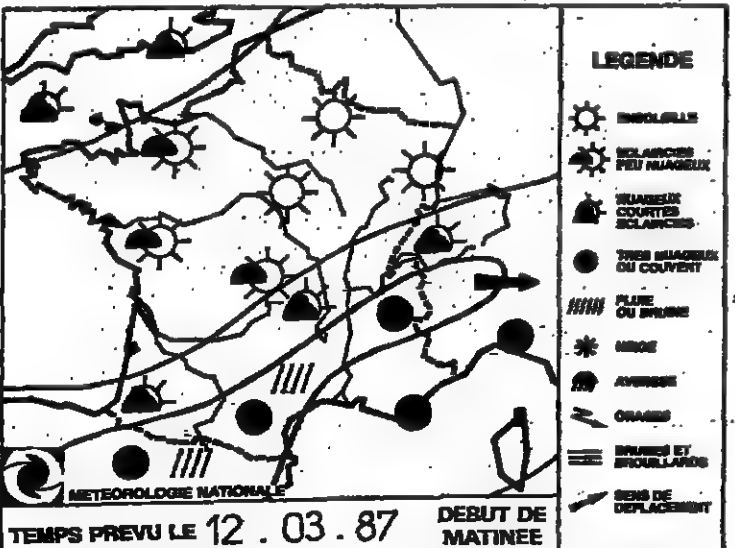 LEGENDE
ENSOLEILLE
ECLAIRCIES
PEU NUAGEUX
NUAGEUX
COURTES
ECLAIRCIES
TRES NUAGEUX
OU COUVERT
PLUIE
OU BRUINE
NEIGE
AVERSE
ORAGES
BRUMES ET
BROUILLARDS
SENS DE
DEPLACEMENT
METEOROLOGIE NATIONALE
TEMPS PREVU LE 12.03.87
DEBUT DE
MATINEE